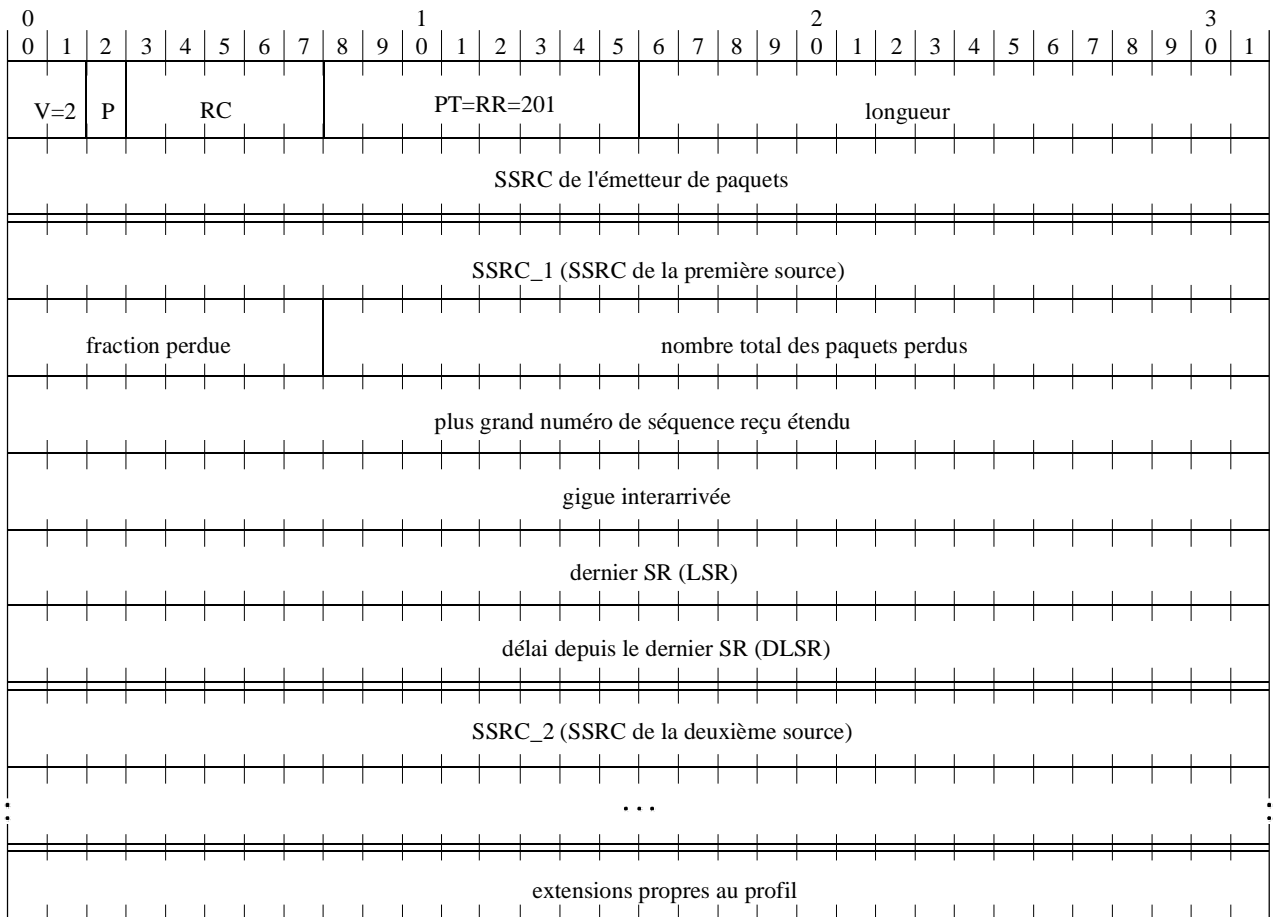 0 1 2 3
0 1 2 3 4 5 6 7 8 9 0 1 2 3 4 5 6 7 8 9 0 1 2 3 4 5 6 7 8 9 0 1
V=2 P RC PT=RR=201 longueur
SSRC de l'émetteur de paquets
SSRC_1 (SSRC de la première source)
fraction perdue nombre total des paquets perdus
plus grand numéro de séquence reçu étendu
gigue interarrivée
dernier SR (LSR)
délai depuis le dernier SR (DLSR)
SSRC_2 (SSRC de la deuxième source)
: . . . :
extensions propres au profil